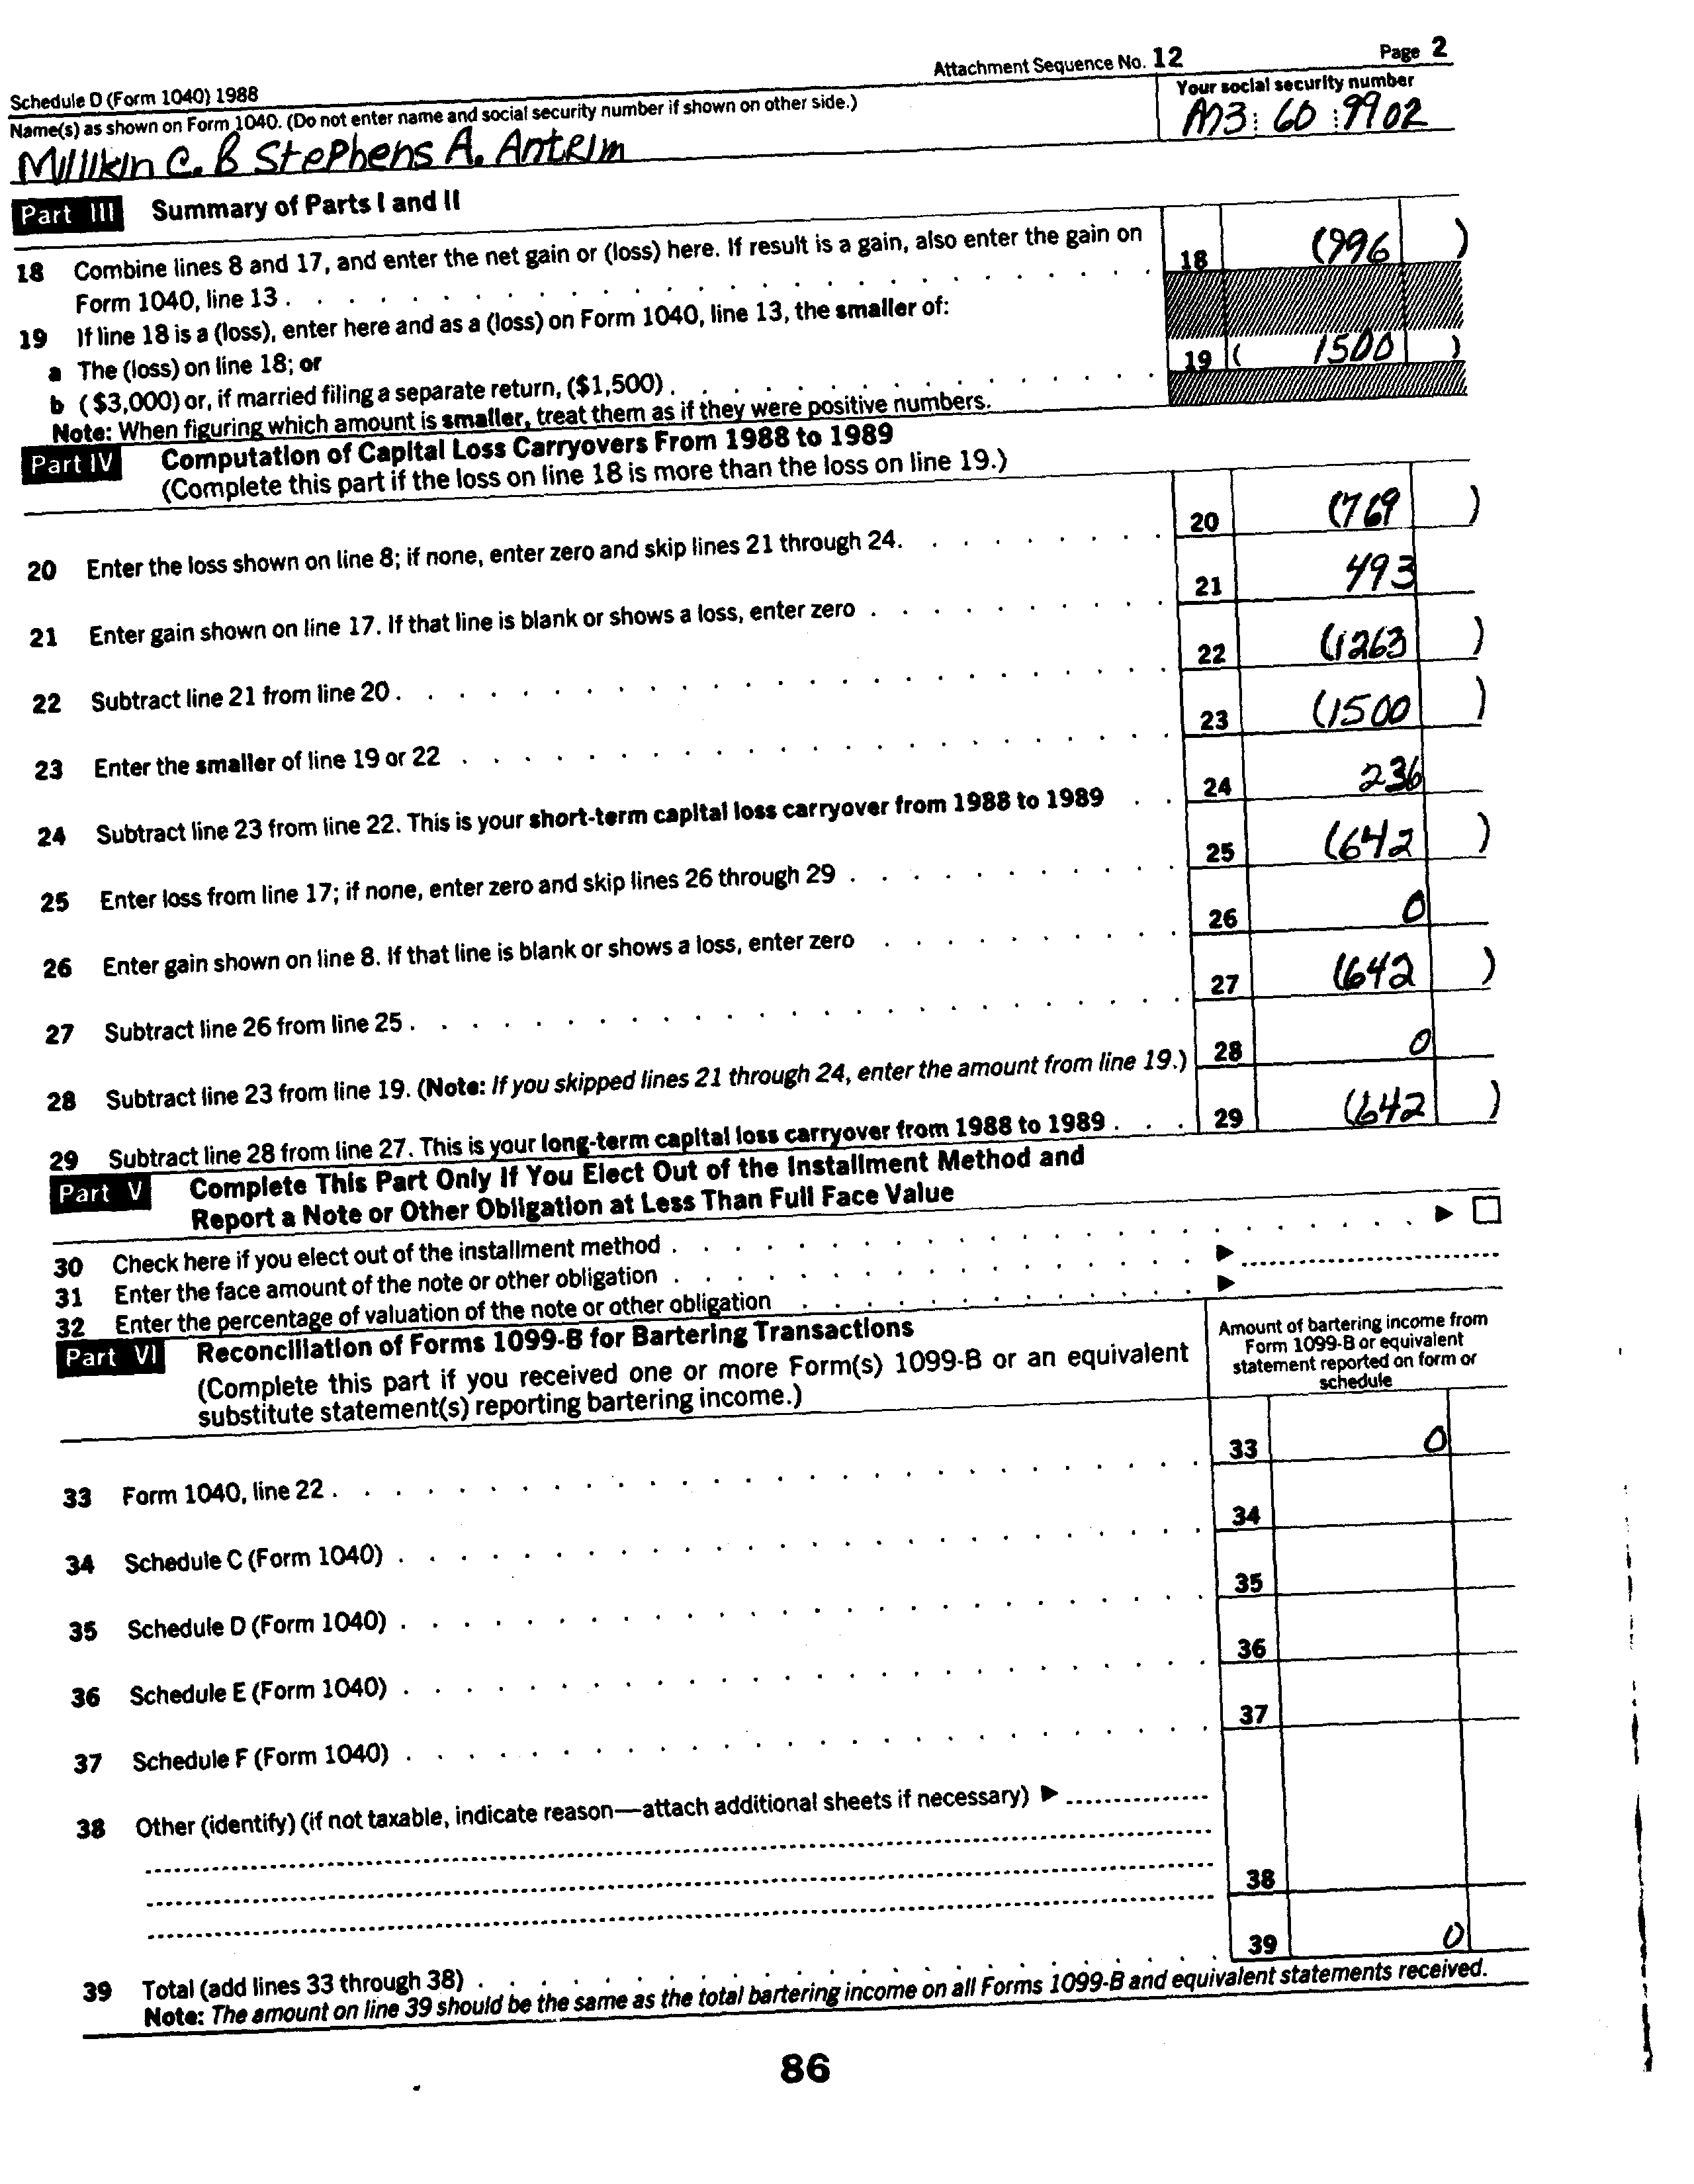 Schedule D (Form 1040) 1988 Attachment Sequence No. 12 Page 2
Name(s) as shown on Form 1040. (Do not enter name and social security number if shown on other side.) Your social security number
Millikin C. B Stephens A. Antrim 60 9902
Part III Summary of Parts I and II
18 Combine lines 8 and 17, and enter the net gain or (loss) here. If result is a gain, also enter the gain on
Form 1040, line 13 . 18 (996 )
19 If line 18 is a (loss), enter here and as a (loss) on Form 1040, line 13, the smaller of:
a The (loss) on line 18; or
b ($3,000) or, if married filing a separate return, ($1,500) . 19 ( 1500 )
Note: When figuring which amount is smaller, treat them as if they were positive numbers.
Part IV Computation of Capital Loss Carryovers From 1988 to 1989
(Complete this part if the loss on line 18 is more than the loss on line 19.)
20 Enter the loss shown on line 8; if none, enter zero and skip lines 21 through 24. 20 (769 )
21 Enter gain shown on line 17. If that line is blank or shows a loss, enter zero . 21 493
22 Subtract line 21 from line 20 . 22 (1263 )
23 Enter the smaller of line 19 or 22 . 23 (1500 )
24 Subtract line 23 from line 22. This is your short-term capital loss carryover from 1988 to 1989 . 24 236
25 Enter loss from line 17; if none, enter zero and skip lines 26 through 29 . 25 (642 )
26 Enter gain shown on line 8. If that line is blank or shows a loss, enter zero . 26 0
27 Subtract line 26 from line 25 . 27 (642 )
28 Subtract line 23 from line 19. (Note: If you skipped lines 21 through 24, enter the amount from line 19.) 28 0
29 Subtract line 28 from line 27. This is your long-term capital loss carryover from 1988 to 1989 . 29 (642 )
Part V Complete This Part Only If You Elect Out of the Installment Method and
Report a Note or Other Obligation at Less Than Full Face Value
30 Check here if you elect out of the installment method . ▶ □
31 Enter the face amount of the note or other obligation . ▶
32 Enter the percentage of valuation of the note or other obligation . ▶
Part VI Reconciliation of Forms 1099-B for Bartering Transactions
(Complete this part if you received one or more Form(s) 1099-B or an equivalent
substitute statement(s) reporting bartering income.)
Amount of bartering income from
Form 1099-B or equivalent
statement reported on form or
schedule
33 Form 1040, line 22 . 33 0
34 Schedule C (Form 1040) . 34
35 Schedule D (Form 1040) . 35
36 Schedule E (Form 1040) . 36
37 Schedule F (Form 1040) . 37
38 Other (identify) (if not taxable, indicate reason—attach additional sheets if necessary) ▶
38
39 Total (add lines 33 through 38) . 39 0
Note: The amount on line 39 should be the same as the total bartering income on all Forms 1099-B and equivalent statements received.
86